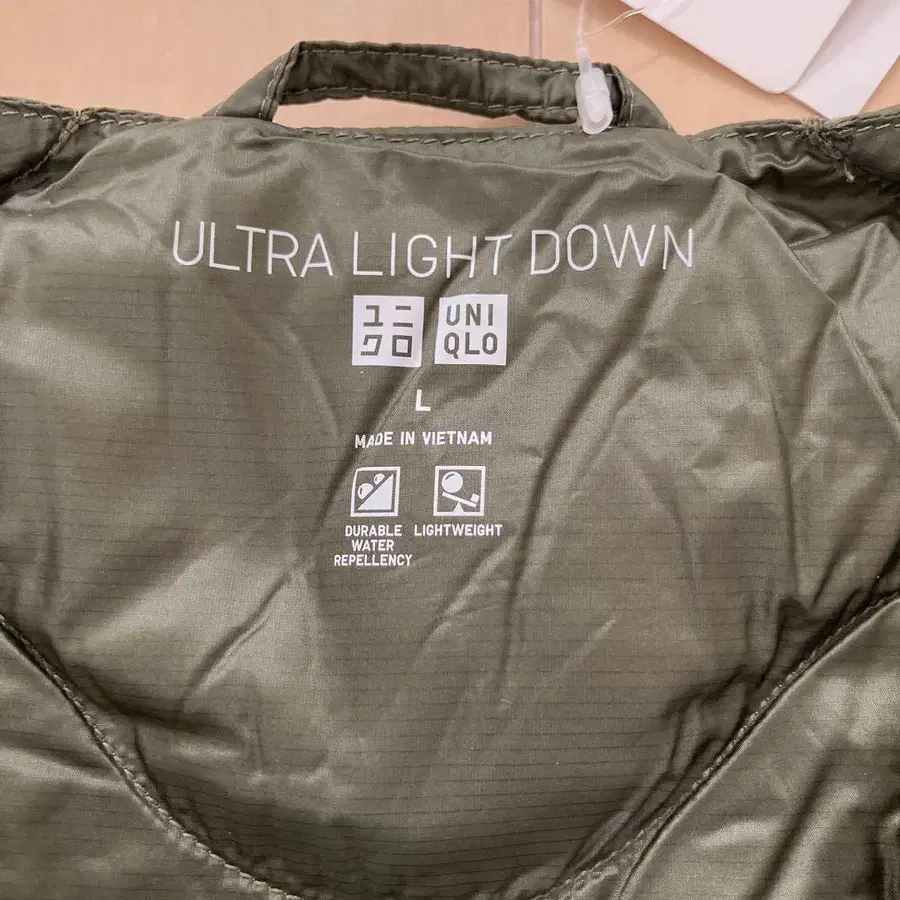 ULTRA LIGHT DOWN
ユニ
クロ
UNI
QLO
L
MADE IN VIETNAM
DURABLE
WATER
REPELLENCY
LIGHTWEIGHT